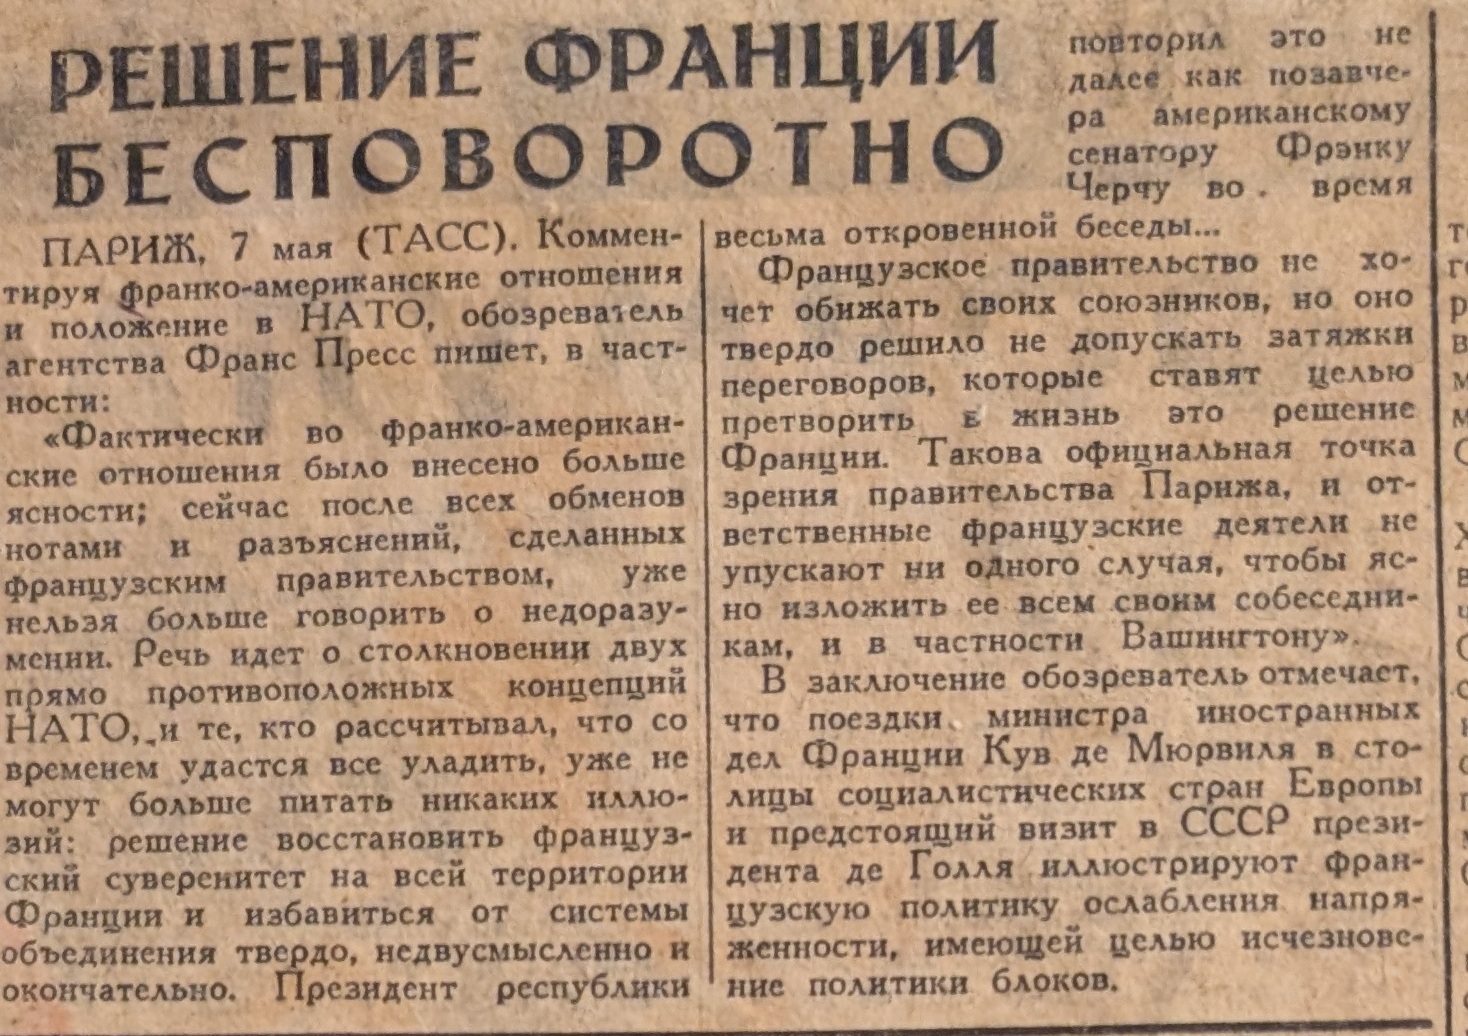 РЕШЕНИЕ ФРАНЦИИ
БЕСПОВОРОТНО
ПАРИЖ, 7 мая (ТАСС). Коммен-
тируя франко-американские отношения
и положение в НАТО, обозреватель
агентства Франс Пресс пишет, в част-
ности:
«Фактически во франко-американ-
ские отношения было внесено больше
ясности; сейчас после всех обменов
нотами и разъяснений, сделанных
французским правительством, уже
нельзя больше говорить о недоразу-
мении. Речь идет о столкновении двух
прямо противоположных концепций
НАТО, и те, кто рассчитывал, что со
временем удастся все уладить, уже не
могут больше питать никаких иллю-
зий: решение восстановить француз-
ский суверенитет на всей территории
Франции и избавиться от системы
объединения твердо, недвусмысленно и
окончательно. Президент республики
повторил это не
далее как позавче-
ра американскому
сенатору Фрэнку
Черчу во время
весьма откровенной беседы...
Французское правительство не хо-
чет обижать своих союзников, но оно
твердо решило не допускать затяжки
переговоров, которые ставят целью
претворить в жизнь это решение
Франции. Такова официальная точка
зрения правительства Парижа, и от-
ветственные французские деятели не
упускают ни одного случая, чтобы яс-
но изложить ее всем своим собеседни-
кам, и в частности Вашингтону».
В заключение обозреватель отмечает,
что поездки министра иностранных
дел Франции Кув де Мюрвиля в сто-
лицы социалистических стран Европы
и предстоящий визит в СССР прези-
дента де Голля иллюстрируют фран-
цузскую политику ослабления напря-
женности, имеющей целью исчезнове-
ние политики блоков.